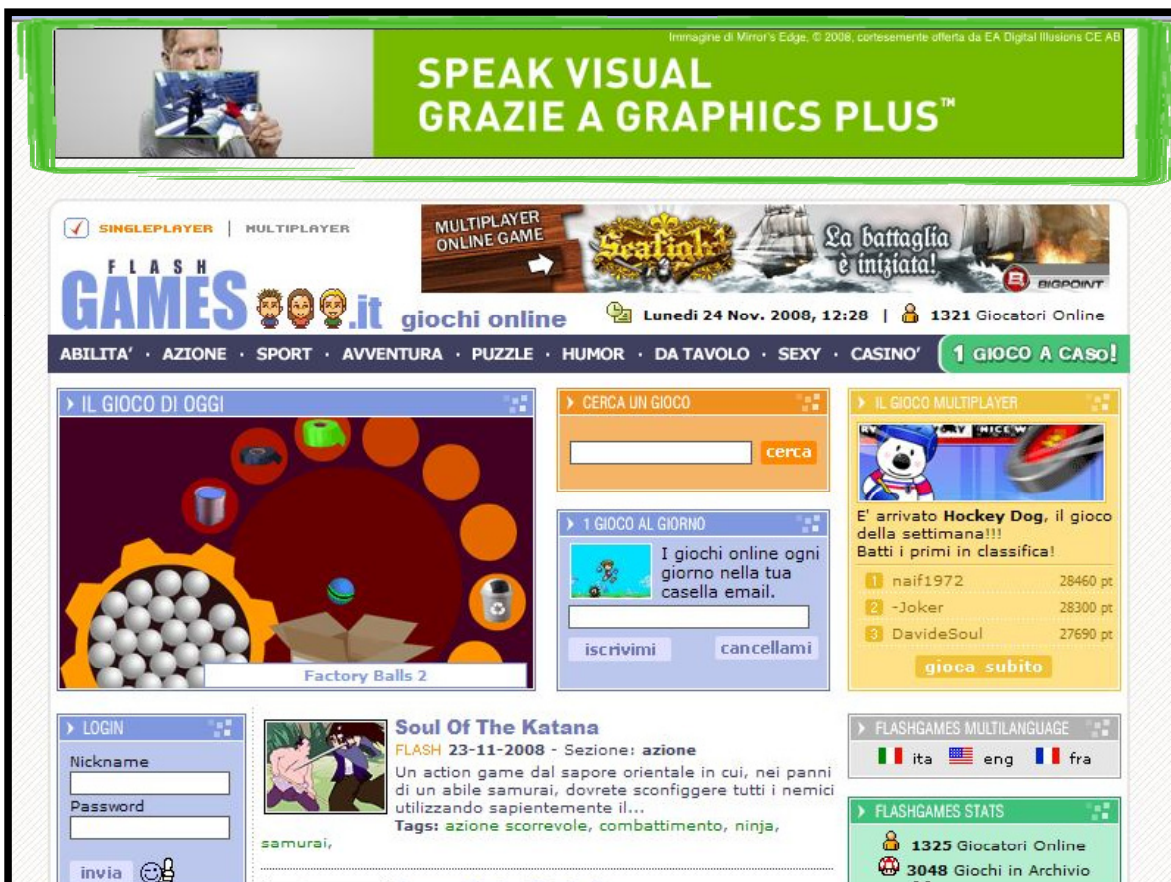 Immagine di Mirror's Edge, © 2008, cortesemente offerta da EA Digital Illusions CE AB
SPEAK VISUAL
GRAZIE A GRAPHICS PLUS™
SINGLEPLAYER | MULTIPLAYER
MULTIPLAYER
ONLINE GAME
Seafight
La battaglia
è iniziata!
BIGPOINT
FLASH
GAMES.it
giochi online
Lunedì 24 Nov. 2008, 12:28 | 1321 Giocatori Online
ABILITA' · AZIONE · SPORT · AVVENTURA · PUZZLE · HUMOR · DA TAVOLO · SEXY · CASINO' 1 GIOCO A CASO!
IL GIOCO DI OGGI
Factory Balls 2
CERCA UN GIOCO
cerca
1 GIOCO AL GIORNO
I giochi online ogni
giorno nella tua
casella email.
iscrivimi cancellami
IL GIOCO MULTIPLAYER
E' arrivato Hockey Dog, il gioco
della settimana!!!
Batti i primi in classifica!
1 naif1972 28460 pt
2 -Joker 28300 pt
3 DavideSoul 27690 pt
gioca subito
LOGIN
Nickname
Password
invia
Soul Of The Katana
FLASH 23-11-2008 - Sezione: azione
Un action game dal sapore orientale in cui, nei panni
di un abile samurai, dovrete sconfiggere tutti i nemici
utilizzando sapientemente il...
Tags: azione scorrevole, combattimento, ninja,
samurai,
FLASHGAMES MULTILANGUAGE
ita eng fra
FLASHGAMES STATS
1325 Giocatori Online
3048 Giochi in Archivio